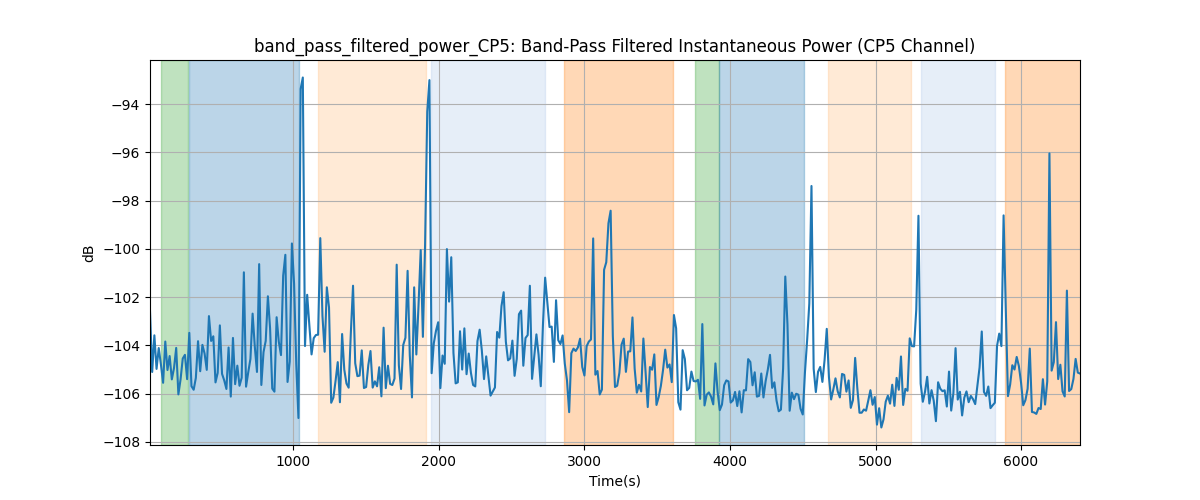 band_pass_filtered_power_CP5: Band-Pass Filtered Instantaneous Power (CP5 Channel)
−94
−96
−98
−100
−102
−104
−106
−108
dB
1000 2000 3000 4000 5000 6000
Time(s)